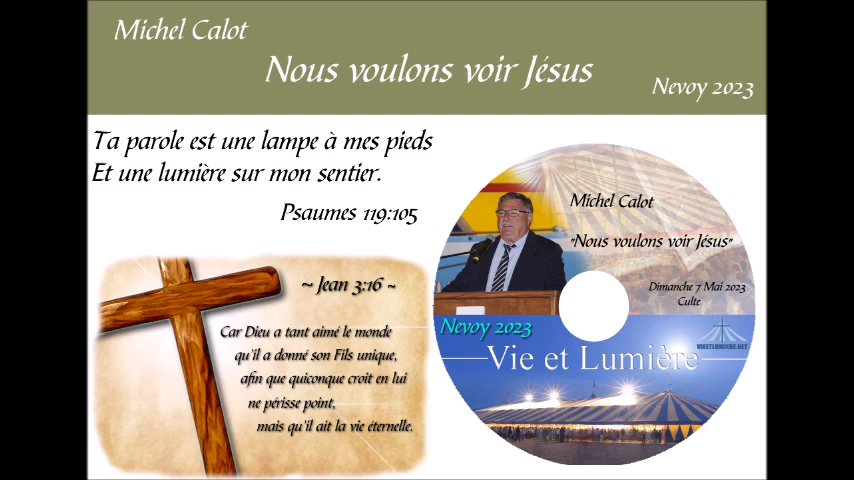 Michel Calot
Nous voulons voir Jésus
Nevoy 2023
Ta parole est une lampe à mes pieds
Et une lumière sur mon sentier.
Psaumes 119:105
~ Jean 3:16 ~
Car Dieu a tant aimé le monde
qu'il a donné son Fils unique,
afin que quiconque croit en lui
ne périsse point,
mais qu'il ait la vie éternelle.
Michel Calot
"Nous voulons voir Jésus"
Dimanche 7 Mai 2023
Culte
Nevoy 2023
VIEETLUMIERE.NET
Vie et Lumière